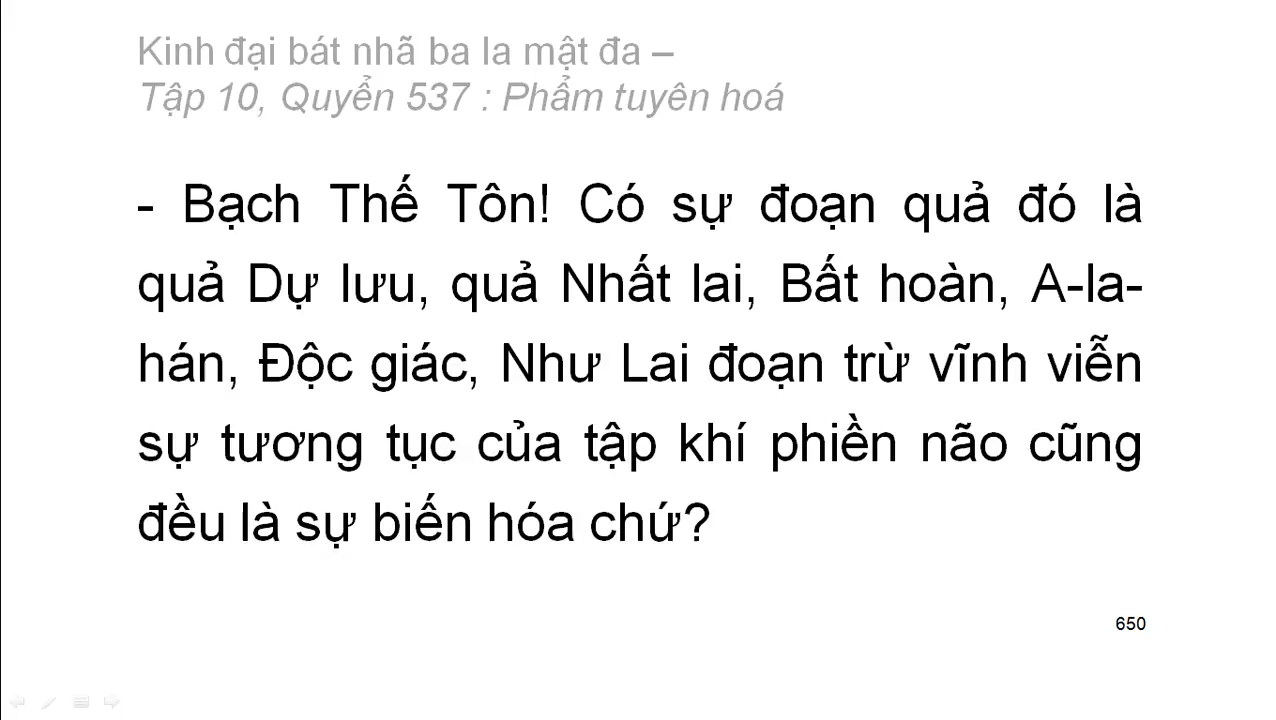 Kinh đại bát nhã ba la mật đa –
Tập 10, Quyển 537 : Phẩm tuyên hoá
- Bạch Thế Tôn! Có sự đoạn quả đó là
quả Dự lưu, quả Nhất lai, Bất hoàn, A-la-
hán, Độc giác, Như Lai đoạn trừ vĩnh viễn
sự tương tục của tập khí phiền não cũng
đều là sự biến hóa chứ?
650